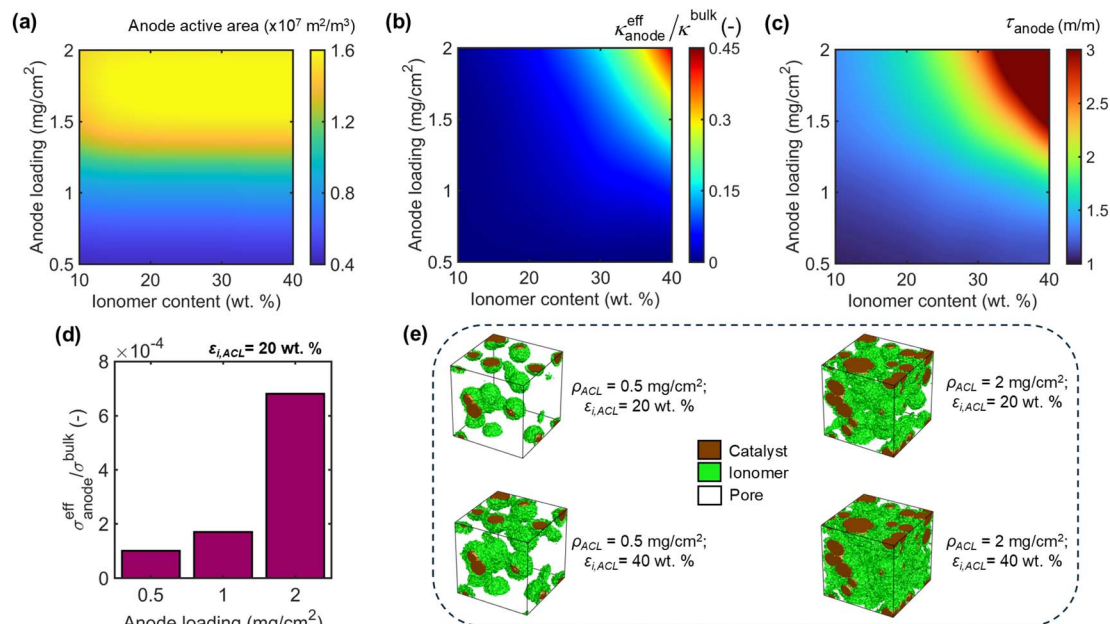 (a)
Anode active area (x10⁷ m²/m³)
Anode loading (mg/cm²)
2
1.5
1
0.5
10
20
30
40
Ionomer content (wt. %)
1.6
1.2
0.8
0.4
(b)
κ^eff_anode/κ^bulk (-)
Anode loading (mg/cm²)
2
1.5
1
0.5
10
20
30
40
Ionomer content (wt. %)
0.45
0.3
0.15
0
(c)
τ_anode (m/m)
Anode loading (mg/cm²)
2
1.5
1
0.5
10
20
30
40
Ionomer content (wt. %)
3
2.5
2
1.5
1
(d)
×10⁻⁴
ε_i,ACL= 20 wt. %
σ^eff_anode/σ^bulk (-)
8
6
4
2
0
0.5
1
2
Anode loading (mg/cm²)
(e)
ρ_ACL = 0.5 mg/cm²;
ε_i,ACL= 20 wt. %
ρ_ACL = 2 mg/cm²;
ε_i,ACL= 20 wt. %
Catalyst
Ionomer
Pore
ρ_ACL = 0.5 mg/cm²;
ε_i,ACL= 40 wt. %
ρ_ACL = 2 mg/cm²;
ε_i,ACL= 40 wt. %